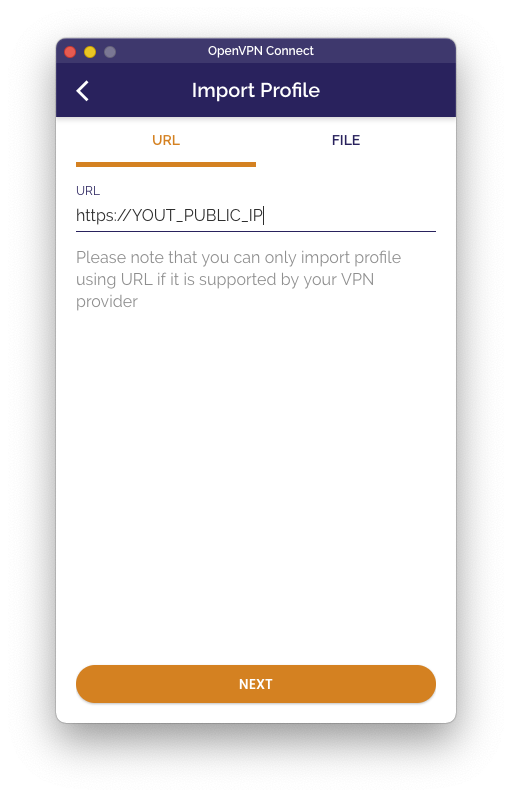 OpenVPN Connect
Import Profile
URL
FILE
URL
https://YOUT_PUBLIC_IP
Please note that you can only import profile
using URL if it is supported by your VPN
provider
NEXT